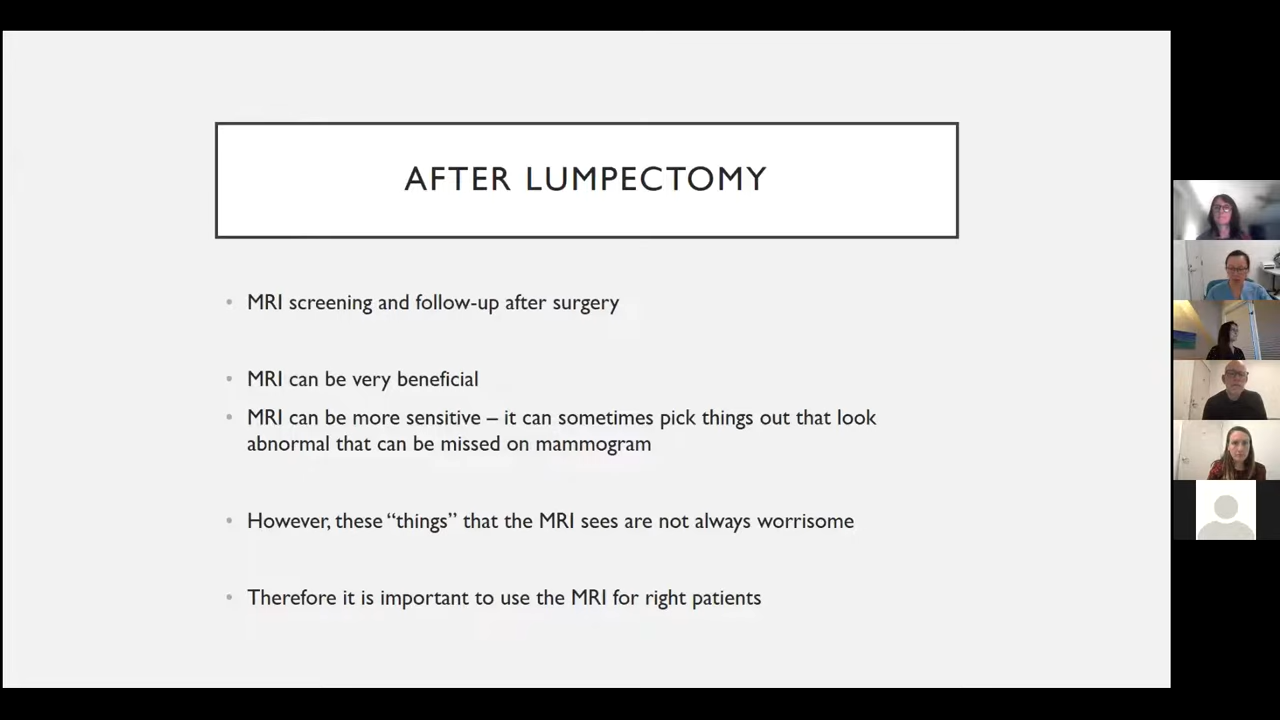 AFTER LUMPECTOMY
• MRI screening and follow-up after surgery
• MRI can be very beneficial
• MRI can be more sensitive – it can sometimes pick things out that look
abnormal that can be missed on mammogram
• However, these “things” that the MRI sees are not always worrisome
• Therefore it is important to use the MRI for right patients